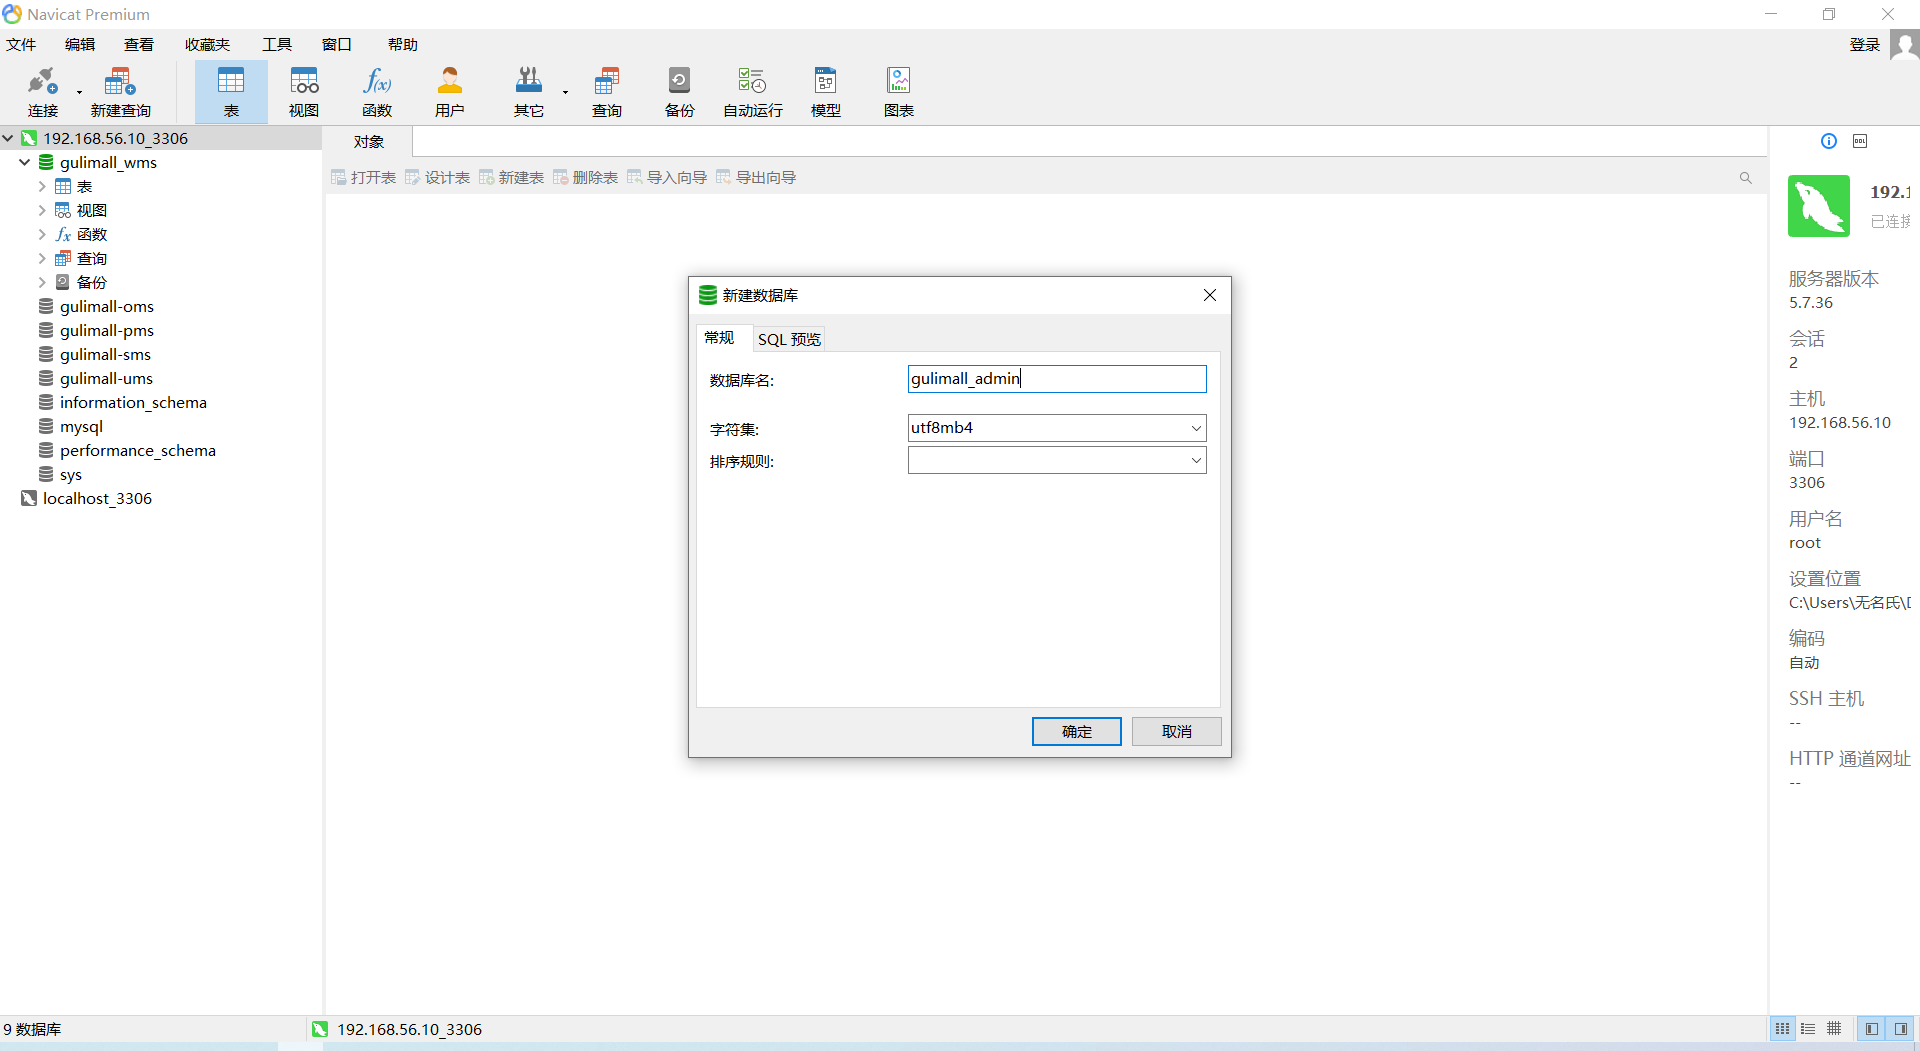 Navicat Premium
文件 编辑 查看 收藏夹 工具 窗口 帮助 登录
连接 新建查询 表 视图 函数 用户 其它 查询 备份 自动运行 模型 图表
192.168.56.10_3306
gulimall_wms
表
视图
函数
查询
备份
gulimall-oms
gulimall-pms
gulimall-sms
gulimall-ums
information_schema
mysql
performance_schema
sys
localhost_3306
对象
打开表 设计表 新建表 删除表 导入向导 导出向导
新建数据库
常规 SQL 预览
数据库名: gulimall_admin
字符集: utf8mb4
排序规则:
确定 取消
DDL
192.1
已连接
服务器版本
5.7.36
会话
2
主机
192.168.56.10
端口
3306
用户名
root
设置位置
C:\Users\无名氏\D
编码
自动
SSH 主机
--
HTTP 通道网址
--
9 数据库 192.168.56.10_3306